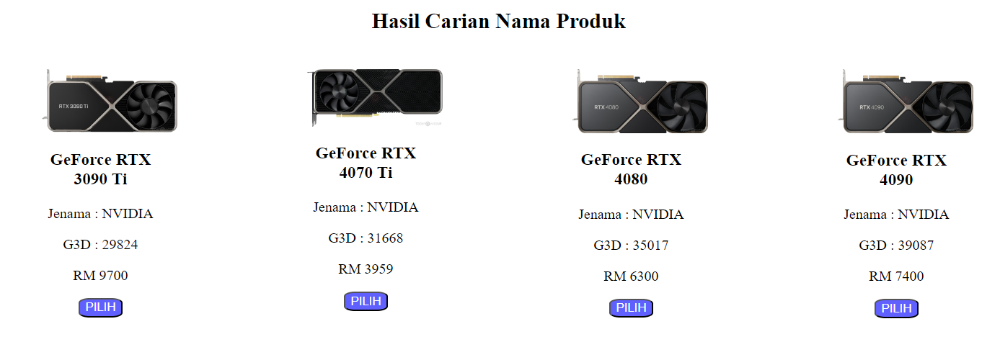 Hasil Carian Nama Produk
RTX 3090 Ti
GeForce RTX
3090 Ti
Jenama : NVIDIA
G3D : 29824
RM 9700
PILIH
GeForce RTX
4070 Ti
Jenama : NVIDIA
G3D : 31668
RM 3959
PILIH
RTX 4080
GeForce RTX
4080
Jenama : NVIDIA
G3D : 35017
RM 6300
PILIH
RTX 4090
GeForce RTX
4090
Jenama : NVIDIA
G3D : 39087
RM 7400
PILIH